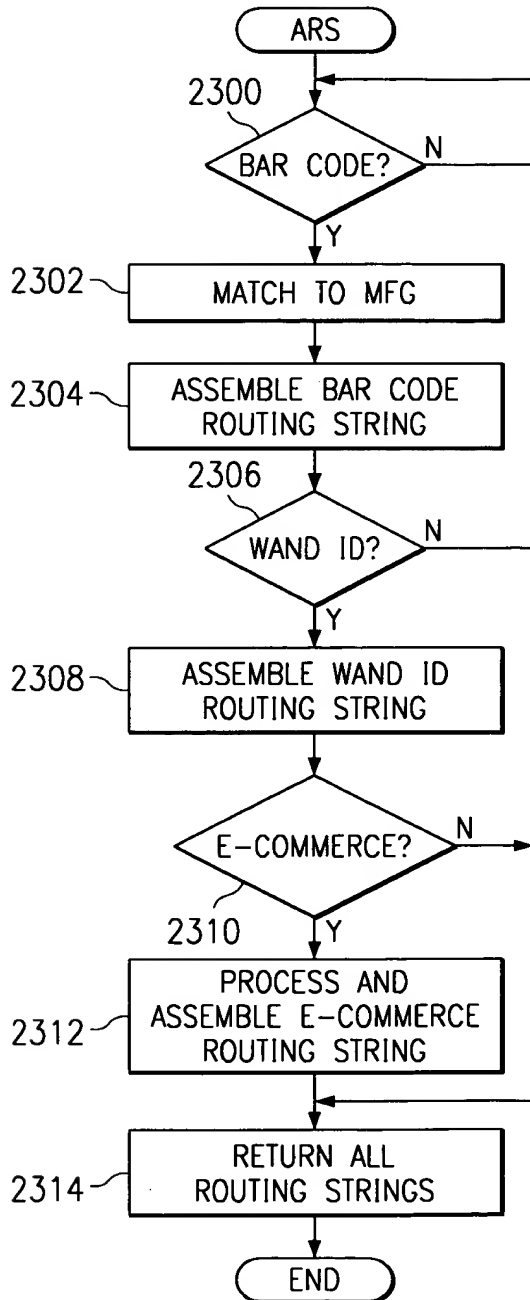 ARS
2300
BAR CODE?
N
Y
2302
MATCH TO MFG
2304
ASSEMBLE BAR CODE
ROUTING STRING
2306
WAND ID?
N
Y
2308
ASSEMBLE WAND ID
ROUTING STRING
E-COMMERCE?
N
2310
Y
2312
PROCESS AND
ASSEMBLE E-COMMERCE
ROUTING STRING
2314
RETURN ALL
ROUTING STRINGS
END